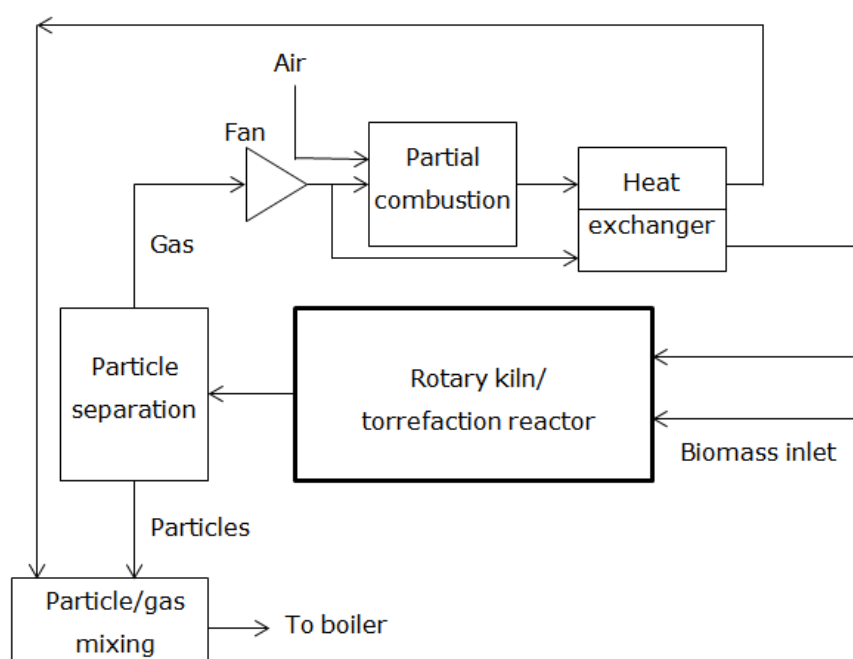 Air
Fan
Partial
combustion
Heat
exchanger
Gas
Particle
separation
Rotary kiln/
torrefaction reactor
Biomass inlet
Particles
Particle/gas
mixing
To boiler